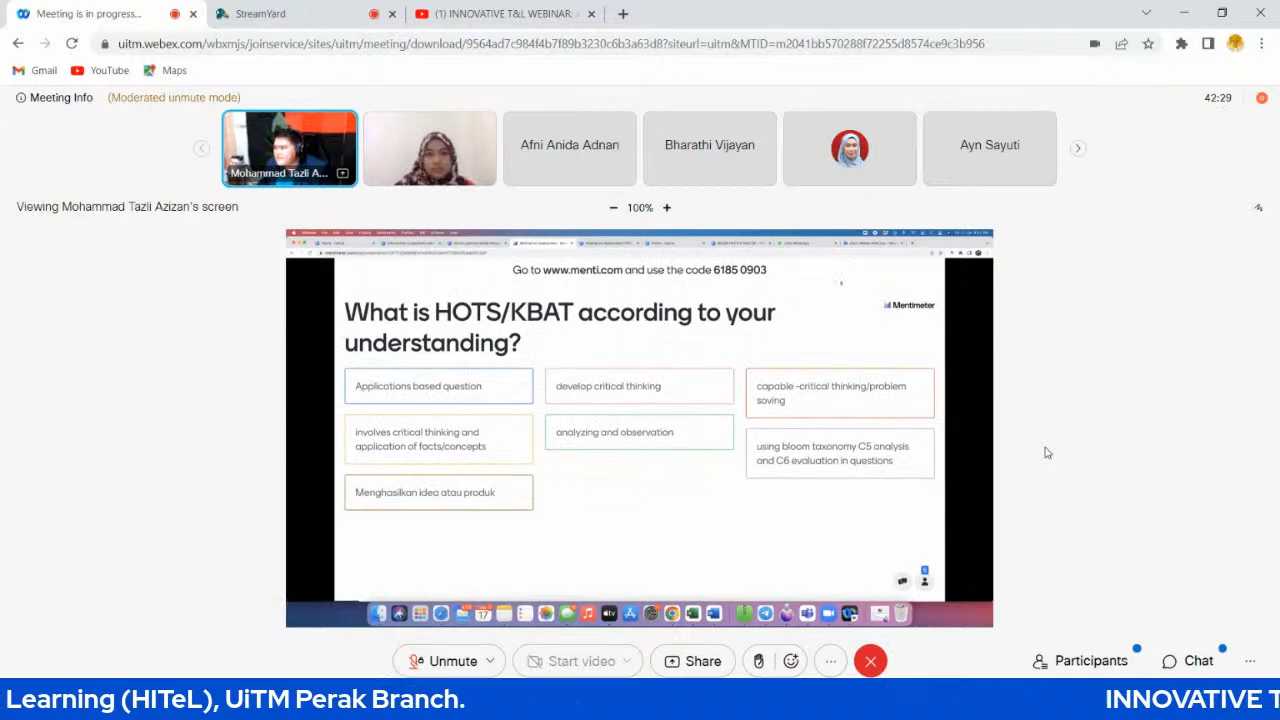 Meeting is in progress...
StreamYard
(1) INNOVATIVE T&L WEBINAR:
uitm.webex.com/wbxmjs/joinservice/sites/uitm/meeting/download/9564ad7c984f4b7f89b3230c6b3a63d8?siteurl=uitm&MTID=m2041bb570288f72255d8574ce9c3b956
Gmail
YouTube
Maps
Meeting Info
(Moderated unmute mode)
42:29
Mohammad Tazli A...
Afni Anida Adnan
Bharathi Vijayan
Ayn Sayuti
Viewing Mohammad Tazli Azizan's screen
100%
Go to www.menti.com and use the code 6185 0903
Mentimeter
What is HOTS/KBAT according to your
understanding?
Applications based question
develop critical thinking
capable -critical thinking/problem
soving
involves critical thinking and
application of facts/concepts
analyzing and observation
using bloom taxonomy C5 analysis
and C6 evaluation in questions
Menghasilkan idea atau produk
Unmute
Start video
Share
Participants
Chat
Learning (HITeL), UiTM Perak Branch.
INNOVATIVE T